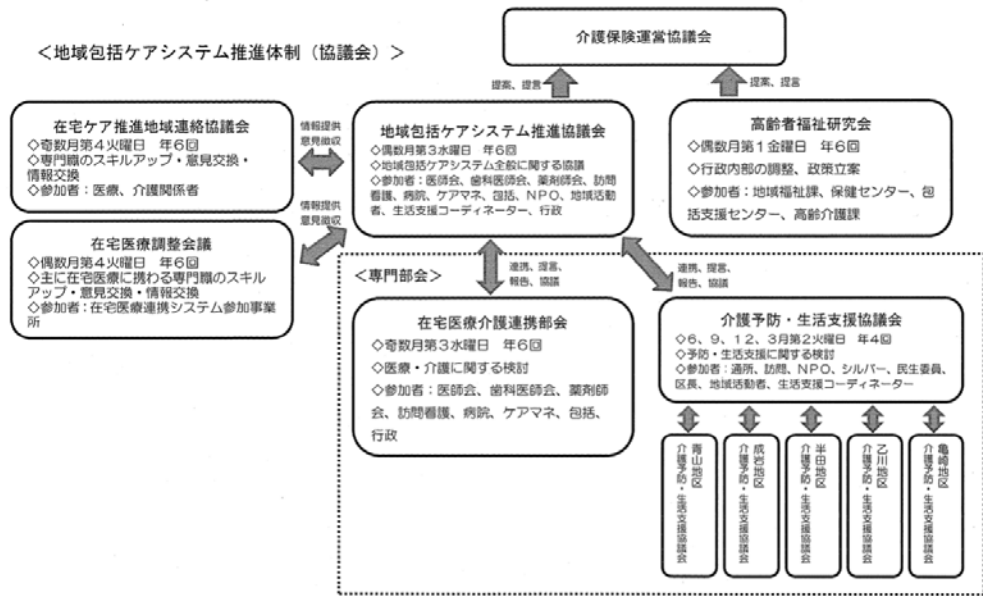 ＜地域包括ケアシステム推進体制（協議会）＞
介護保険運営協議会
提案、提言
提案、提言
在宅ケア推進地域連絡協議会
◇奇数月第４火曜日　年６回
◇専門職のスキルアップ・意見交換・
情報交換
◇参加者：医療、介護関係者
情報提供
意見徴収
地域包括ケアシステム推進協議会
◇偶数月第３水曜日　年６回
◇地域包括ケアシステム全般に関する協議
◇参加者：医師会、歯科医師会、薬剤師会、訪問
看護、病院、ケアマネ、包括、ＮＰＯ、地域活動
者、生活支援コーディネーター、行政
高齢者福祉研究会
◇偶数月第１金曜日　年６回
◇行政内部の調整、政策立案
◇参加者：地域福祉課、保健センター、包
括支援センター、高齢介護課
情報提供
意見徴収
在宅医療調整会議
◇偶数月第４火曜日　年６回
◇主に在宅医療に携わる専門職のスキル
アップ・意見交換・情報交換
◇参加者：在宅医療連携システム参加事業
所
＜専門部会＞
連携、提言、
報告、協議
連携、提言、
報告、協議
在宅医療介護連携部会
◇奇数月第３水曜日　年６回
◇医療・介護に関する検討
◇参加者：医師会、歯科医師会、薬剤師
会、訪問看護、病院、ケアマネ、包括、
行政
介護予防・生活支援協議会
◇６、９、１２、３月第２火曜日　年４回
◇予防・生活支援に関する検討
◇参加者：通所、訪問、ＮＰＯ、シルバー、民生委員、
区長、地域活動者、生活支援コーディネーター
青山地区
介護予防・生活支援協議会
成岩地区
介護予防・生活支援協議会
半田地区
介護予防・生活支援協議会
乙川地区
介護予防・生活支援協議会
亀崎地区
介護予防・生活支援協議会